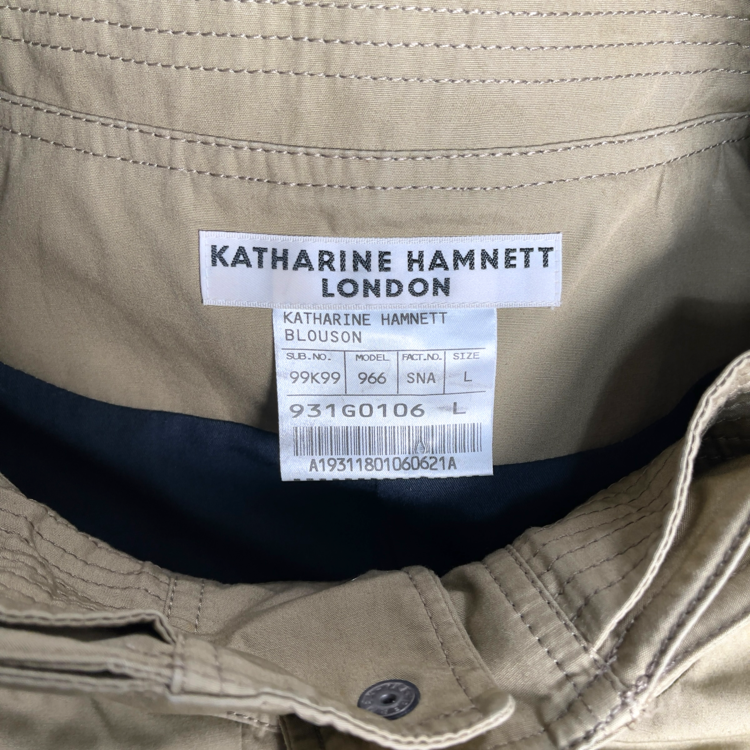 KATHARINE HAMNETT
LONDON
KATHARINE HAMNETT
BLOUSON
SUB.NO. MODEL FACT.NO. SIZE
99K99 966 SNA L
931G0106 L
A19311801060621A